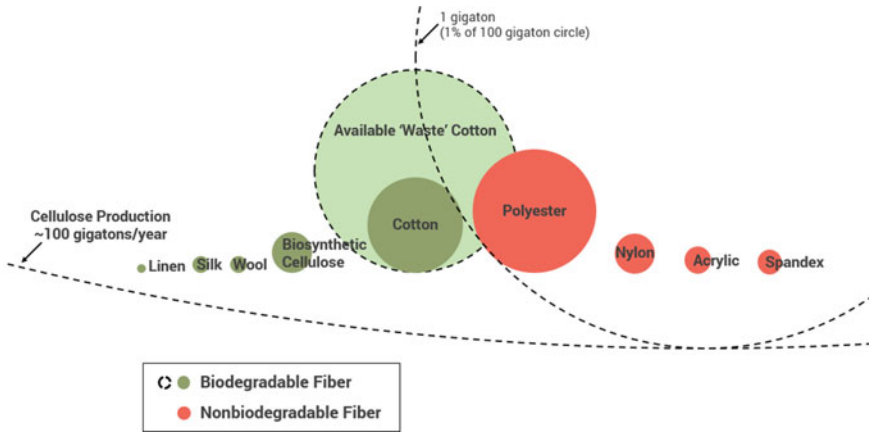 1 gigaton
(1% of 100 gigaton circle)
Available ‘Waste’ Cotton
Cellulose Production
~100 gigatons/year
Linen
Silk
Wool
Biosynthetic
Cellulose
Cotton
Polyester
Nylon
Acrylic
Spandex
Biodegradable Fiber
Nonbiodegradable Fiber